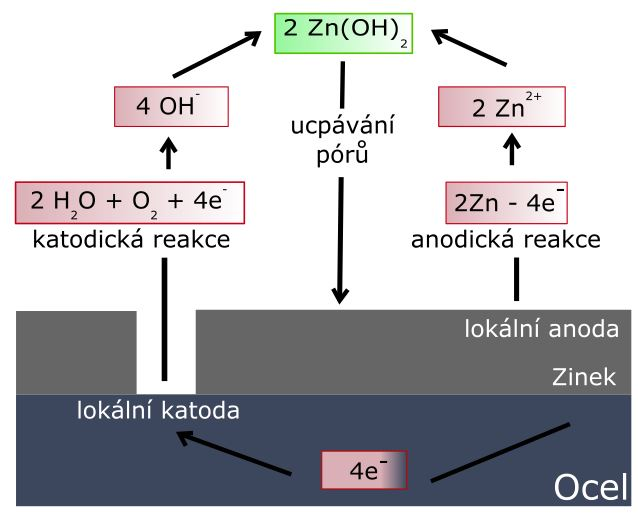 2 Zn(OH)₂
4 OH⁻
2 Zn²⁺
ucpávání
pórů
2 H₂O + O₂ + 4e⁻
2Zn - 4e⁻
katodická reakce
anodická reakce
lokální anoda
Zinek
lokální katoda
4e⁻
Ocel